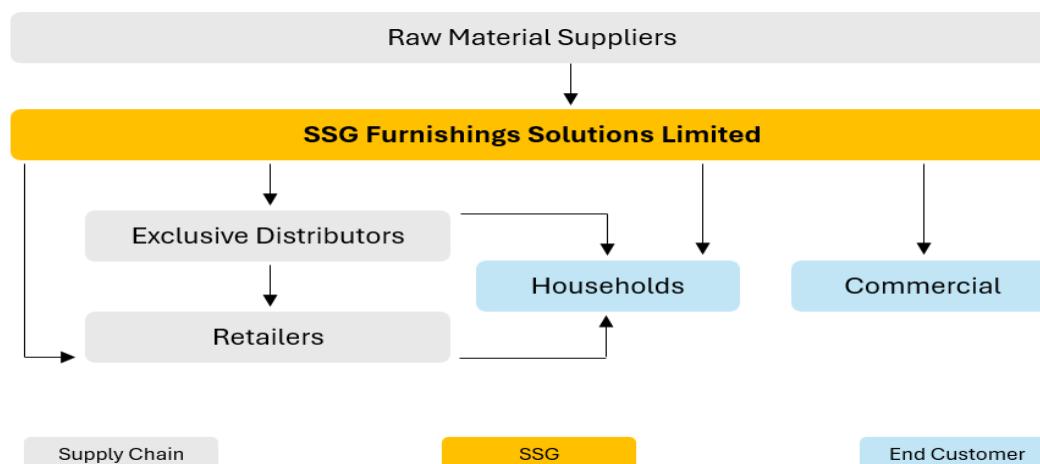 Raw Material Suppliers
SSG Furnishings Solutions Limited
Exclusive Distributors
Households
Commercial
Retailers
Supply Chain
SSG
End Customer